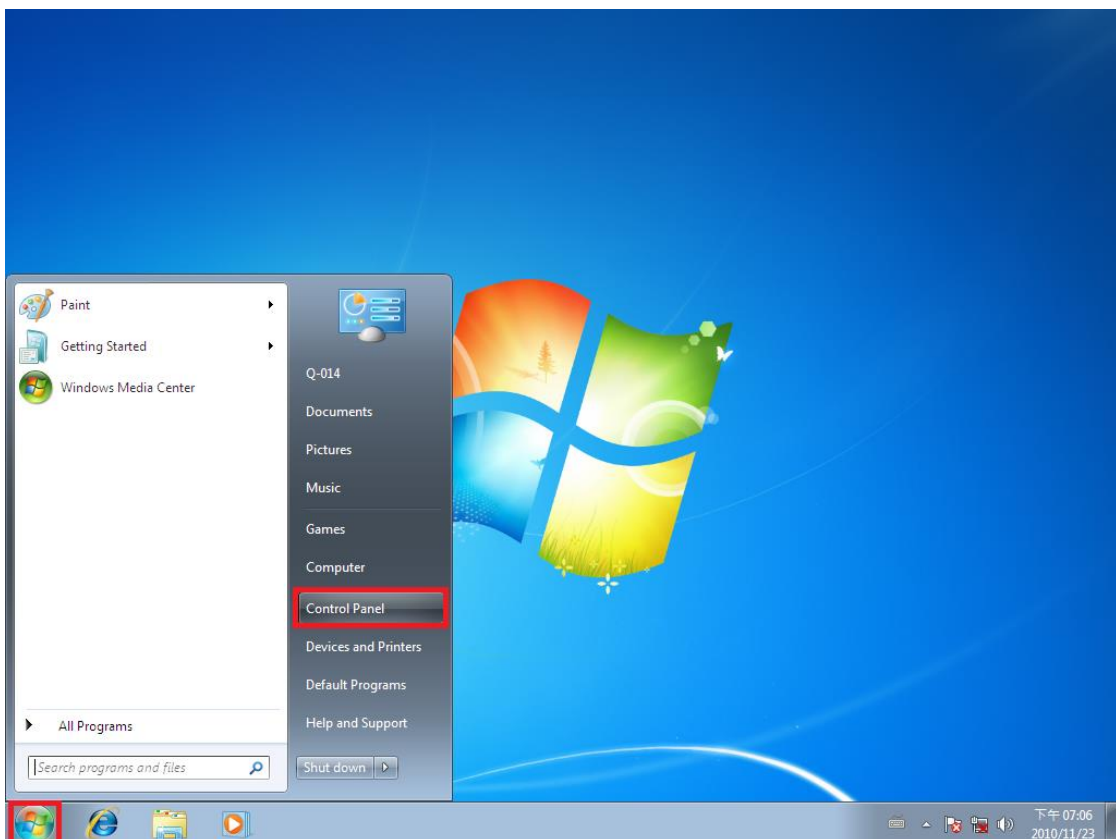 Paint
Getting Started
Windows Media Center
All Programs
Search programs and files
Q-014
Documents
Pictures
Music
Games
Computer
Control Panel
Devices and Printers
Default Programs
Help and Support
Shut down
下午 07:06
2010/11/23